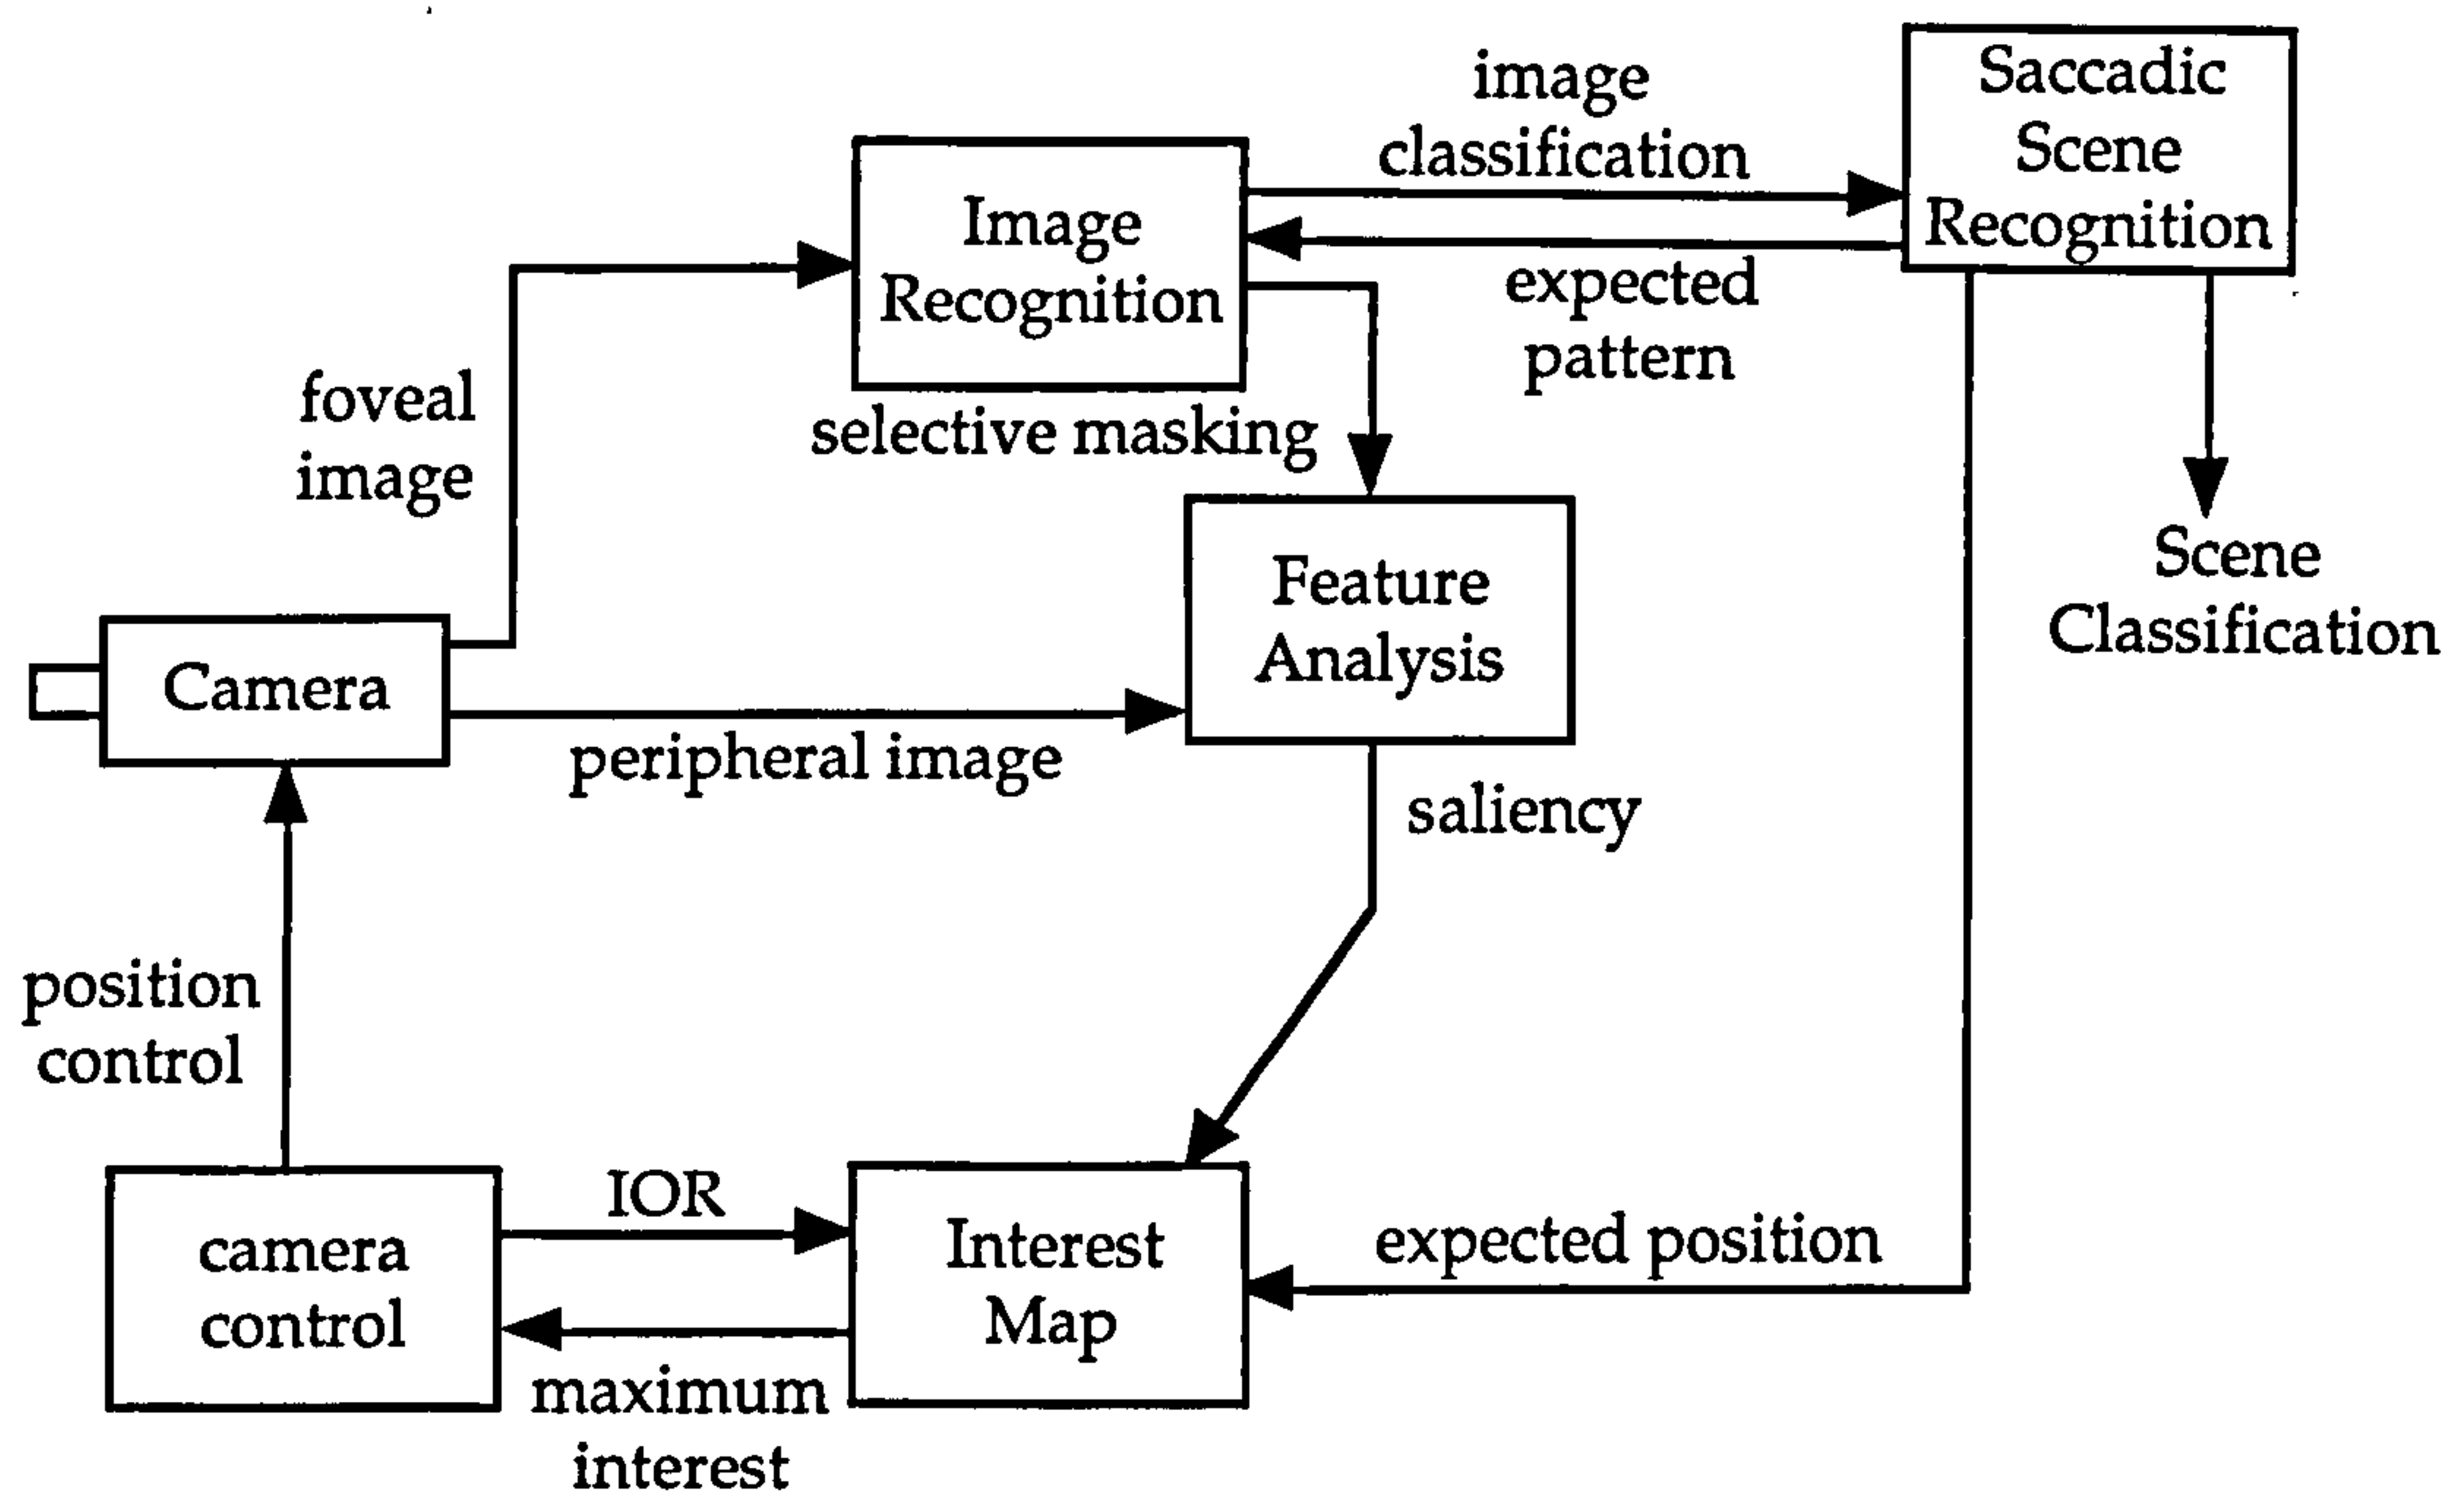 image
classification
Saccadic
Scene
Recognition
Image
Recognition
expected
pattern
foveal
image
selective masking
Feature
Analysis
Scene
Classification
Camera
peripheral image
saliency
position
control
IOR
camera
control
Interest
Map
expected position
maximum
interest